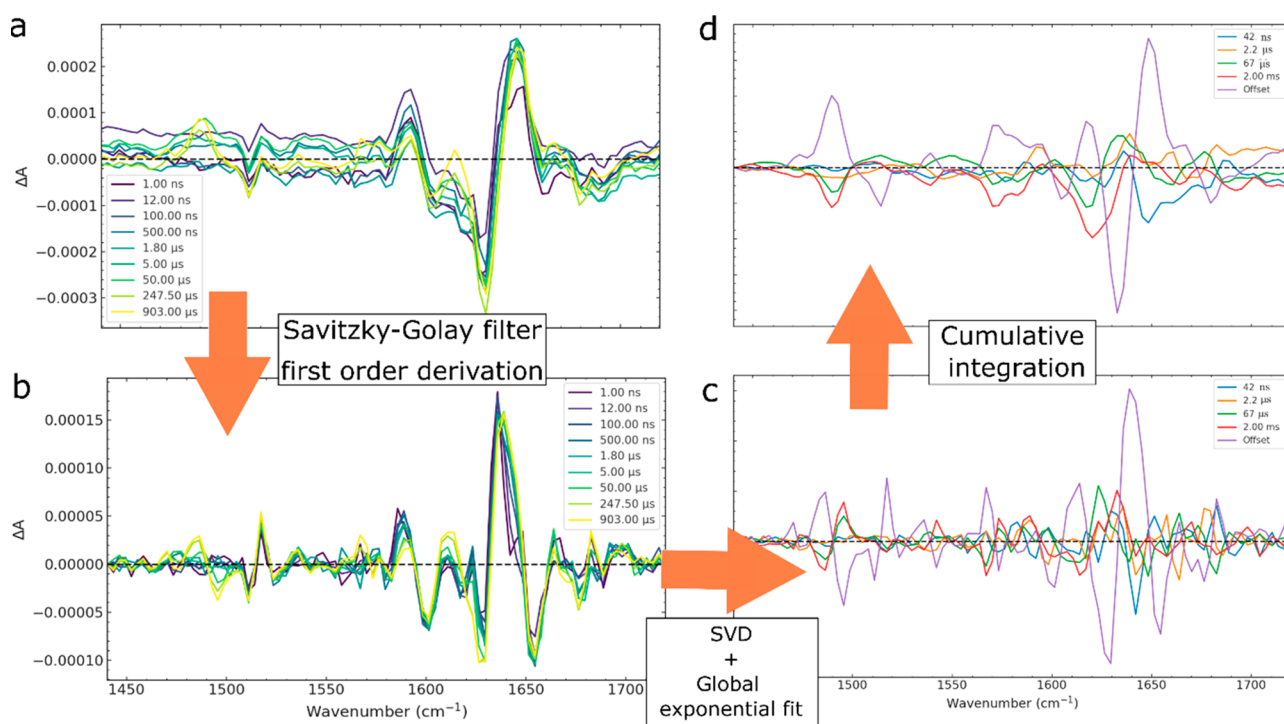 a
0.0002
0.0001
0.0000
−0.0001
−0.0002
−0.0003
ΔA
1.00 ns
12.00 ns
100.00 ns
500.00 ns
1.80 μs
5.00 μs
50.00 μs
247.50 μs
903.00 μs
Savitzky-Golay filter
first order derivation
b
0.00015
0.00010
0.00005
0.00000
−0.00005
−0.00010
ΔA
1.00 ns
12.00 ns
100.00 ns
500.00 ns
1.80 μs
5.00 μs
50.00 μs
247.50 μs
903.00 μs
1450 1500 1550 1600 1650 1700
Wavenumber (cm⁻¹)
SVD
+
Global
exponential fit
d
42 ns
2.2 μs
67 μs
2.00 ms
Offset
Cumulative
integration
c
42 ns
2.2 μs
67 μs
2.00 ms
Offset
1500 1550 1600 1650 1700
Wavenumber (cm⁻¹)